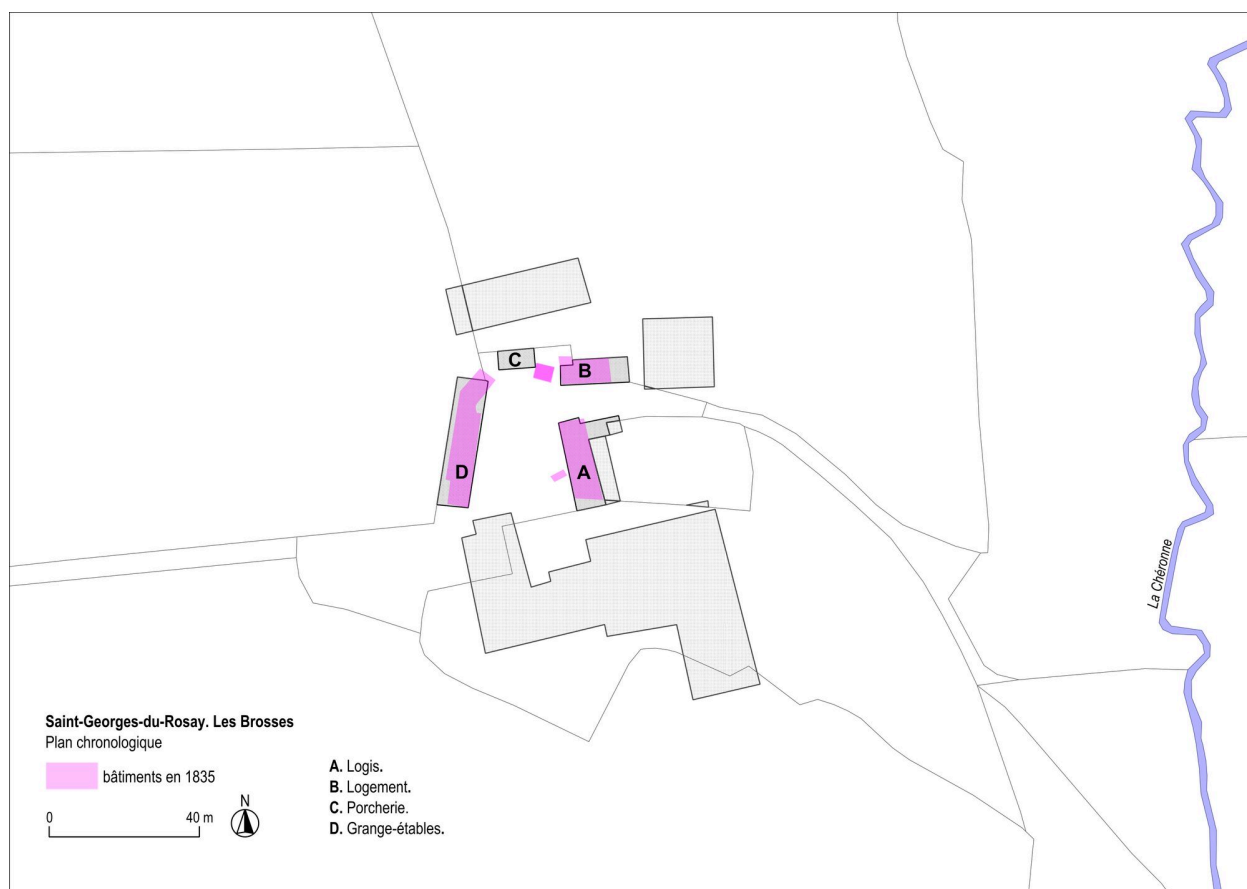 C
B
D
A
La Chéronne
Saint-Georges-du-Rosay. Les Brosses
Plan chronologique
bâtiments en 1835
0 40 m
N
A. Logis.
B. Logement.
C. Porcherie.
D. Grange-étables.